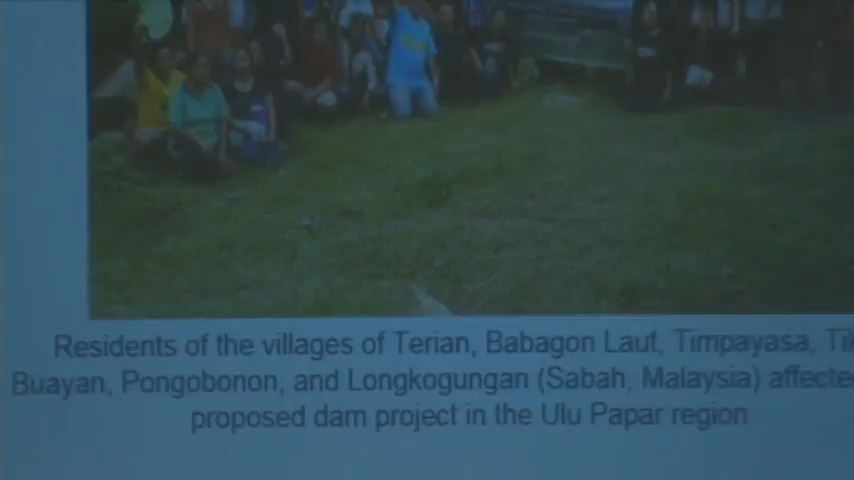 Residents of the villages of Terian, Babagon Laut, Timpayasa,
Buayan, Pongobonon, and Longkogungan (Sabah, Malaysia)
proposed dam project in the Ulu Papar region